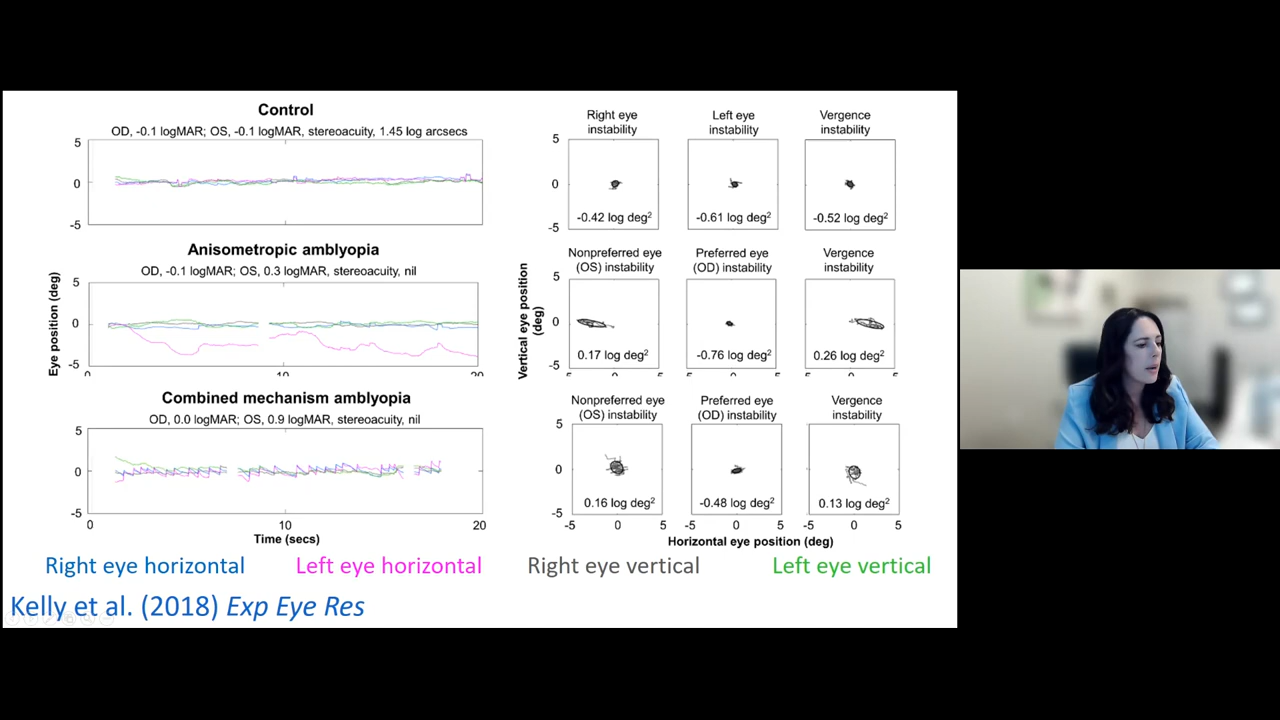 Control
OD, -0.1 logMAR; OS, -0.1 logMAR, stereoacuity, 1.45 log arcsecs
5
0
-5
Anisometropic amblyopia
OD, -0.1 logMAR; OS, 0.3 logMAR, stereoacuity, nil
Eye position (deg)
5
0
-5
0
10
20
Combined mechanism amblyopia
OD, 0.0 logMAR; OS, 0.9 logMAR, stereoacuity, nil
5
0
-5
0
10
20
Time (secs)
Right eye
instability
Left eye
instability
Vergence
instability
5
0
-5
-0.42 log deg²
-0.61 log deg²
-0.52 log deg²
Nonpreferred eye
(OS) instability
Preferred eye
(OD) instability
Vergence
instability
Vertical eye position
(deg)
5
0
-5
0.17 log deg²
-0.76 log deg²
0.26 log deg²
Nonpreferred eye
(OS) instability
Preferred eye
(OD) instability
Vergence
instability
5
0
-5
0.16 log deg²
-0.48 log deg²
0.13 log deg²
-5 0 5
-5 0 5
-5 0 5
Horizontal eye position (deg)
Right eye horizontal
Left eye horizontal
Right eye vertical
Left eye vertical
Kelly et al. (2018) Exp Eye Res